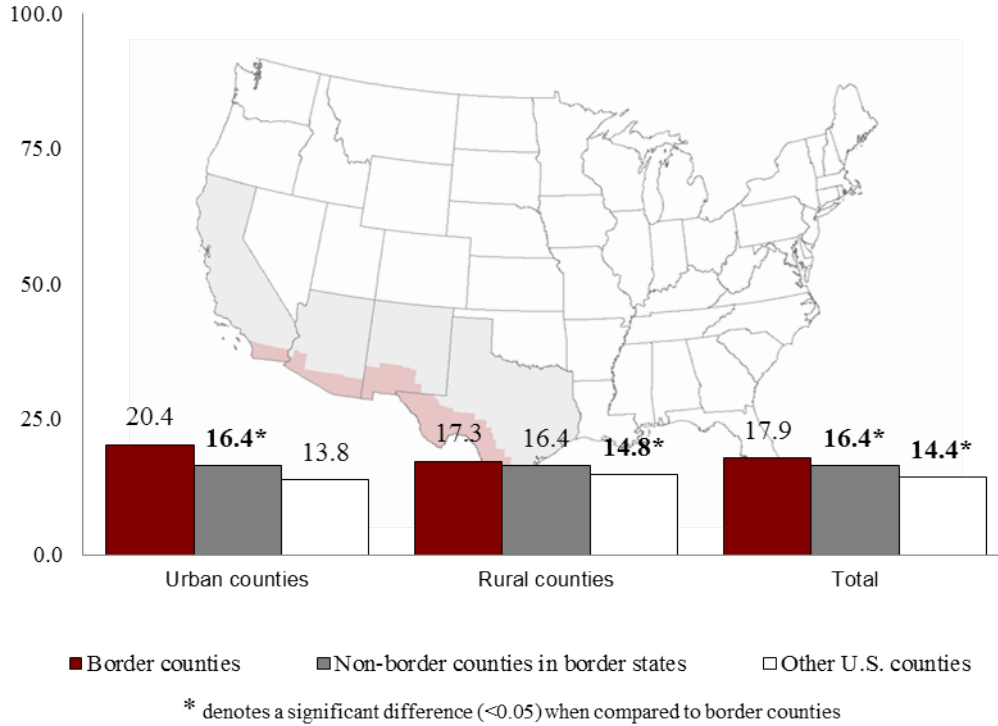 100.0
75.0
50.0
25.0
0.0
20.4
16.4*
13.8
17.3
16.4
14.8*
17.9
16.4*
14.4*
Urban counties
Rural counties
Total
Border counties
Non-border counties in border states
Other U.S. counties
* denotes a significant difference (<0.05) when compared to border counties